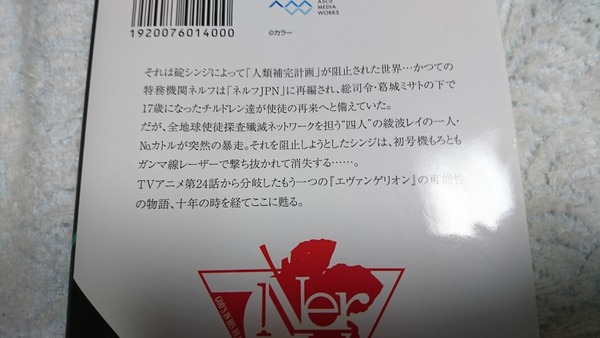 ASCII
MEDIA
WORKS
1920076014000
©カラー
それは碇シンジによって「人類補完計画」が阻止された世界…かつての
特務機関ネルフは「ネルフJPN」に再編され、総司令・葛城ミサトの下で
17歳になったチルドレン達が使徒の再来へと備えていた。
だが、全地球使徒探査殲滅ネットワークを担う“四人”の綾波レイの一人・
No.カトルが突然の暴走。それを阻止しようとしたシンジは、初号機もろとも
ガンマ線レーザーで撃ち抜かれて消失する……。
TVアニメ第24話から分岐したもう一つの『エヴァンゲリオン』の可能性
の物語、十年の時を経てここに甦る。
Ner
GOD'S IN HIS